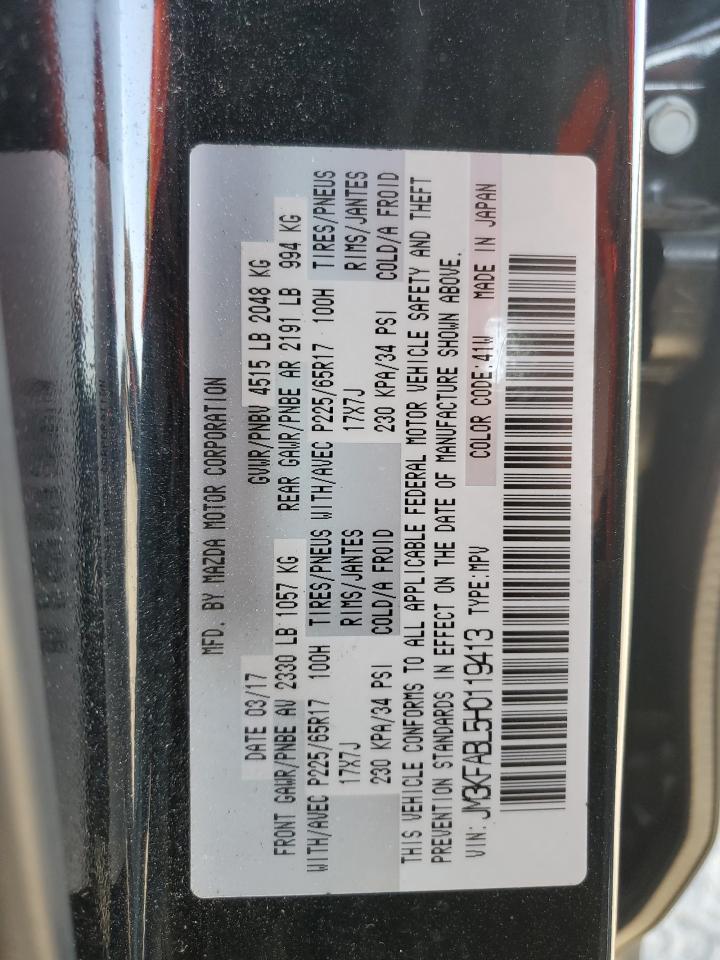 MFD. BY MAZDA MOTOR CORPORATION
DATE 03/17 GVWR/PNBV 4515 LB 2048 KG
FRONT GAWR/PNBE AV 2330 LB 1057 KG REAR GAWR/PNBE AR 2191 LB 994 KG
WITH/AVEC P225/65R17 100H TIRES/PNEUS WITH/AVEC P225/65R17 100H TIRES/PNEUS
17X7J RIMS/JANTES 17X7J RIMS/JANTES
230 KPA/34 PSI COLD/A FROID 230 KPA/34 PSI COLD/A FROID
THIS VEHICLE CONFORMS TO ALL APPLICABLE FEDERAL MOTOR VEHICLE SAFETY AND THEFT
PREVENTION STANDARDS IN EFFECT ON THE DATE OF MANUFACTURE SHOWN ABOVE.
VIN: JM3KFABL5H0119413 TYPE:MPV COLOR CODE:41W MADE IN JAPAN